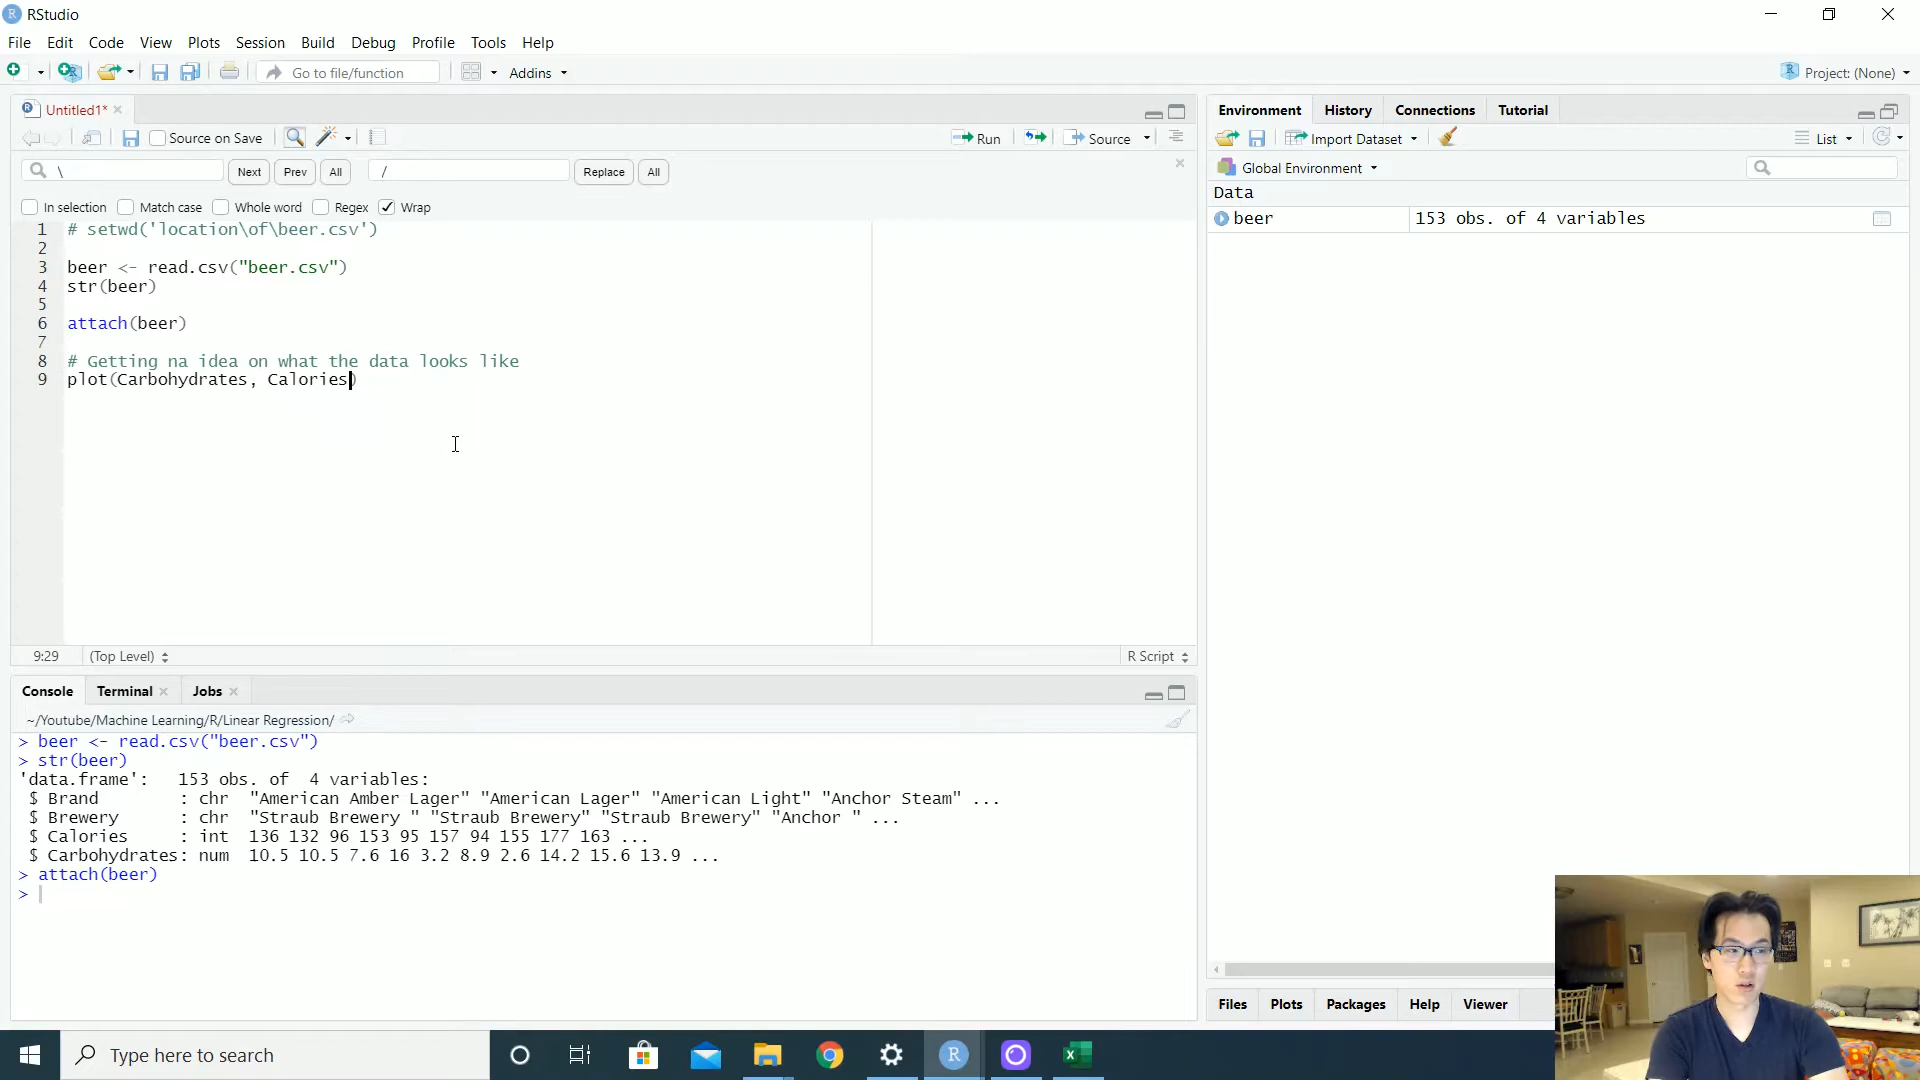 RStudio
File Edit Code View Plots Session Build Debug Profile Tools Help
Go to file/function Addins Project: (None)
Untitled1*
Source on Save Run Source
\ Next Prev All / Replace All
In selection Match case Whole word Regex Wrap
1 # setwd('location\of\beer.csv')
2
3 beer <- read.csv("beer.csv")
4 str(beer)
5
6 attach(beer)
7
8 # Getting na idea on what the data looks like
9 plot(Carbohydrates, Calories)
9:29 (Top Level) R Script
Console Terminal Jobs
~/Youtube/Machine Learning/R/Linear Regression/
> beer <- read.csv("beer.csv")
> str(beer)
'data.frame': 153 obs. of 4 variables:
$ Brand : chr "American Amber Lager" "American Lager" "American Light" "Anchor Steam" ...
$ Brewery : chr "Straub Brewery " "Straub Brewery" "Straub Brewery" "Anchor " ...
$ Calories : int 136 132 96 153 95 157 94 155 177 163 ...
$ Carbohydrates: num 10.5 10.5 7.6 16 3.2 8.9 2.6 14.2 15.6 13.9 ...
> attach(beer)
>
Environment History Connections Tutorial
Import Dataset List
Global Environment
Data
beer 153 obs. of 4 variables
Files Plots Packages Help Viewer
Type here to search